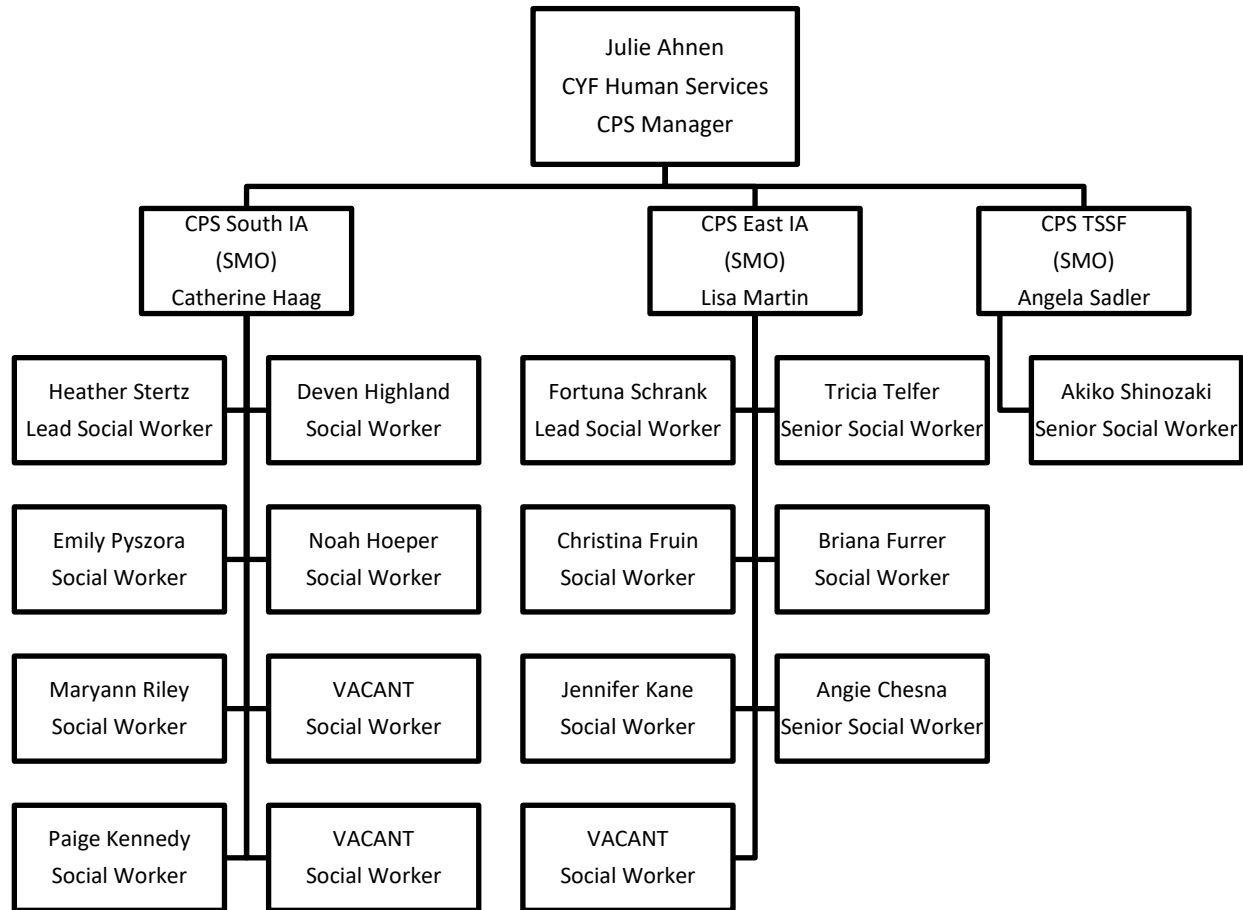 Julie Ahnen
CYF Human Services
CPS Manager
CPS South IA
(SMO)
Catherine Haag
CPS East IA
(SMO)
Lisa Martin
CPS TSSF
(SMO)
Angela Sadler
Heather Stertz
Lead Social Worker
Deven Highland
Social Worker
Fortuna Schrank
Lead Social Worker
Tricia Telfer
Senior Social Worker
Akiko Shinozaki
Senior Social Worker
Emily Pyszora
Social Worker
Noah Hoeper
Social Worker
Christina Fruin
Social Worker
Briana Furrer
Social Worker
Maryann Riley
Social Worker
VACANT
Social Worker
Jennifer Kane
Social Worker
Angie Chesna
Senior Social Worker
Paige Kennedy
Social Worker
VACANT
Social Worker
VACANT
Social Worker